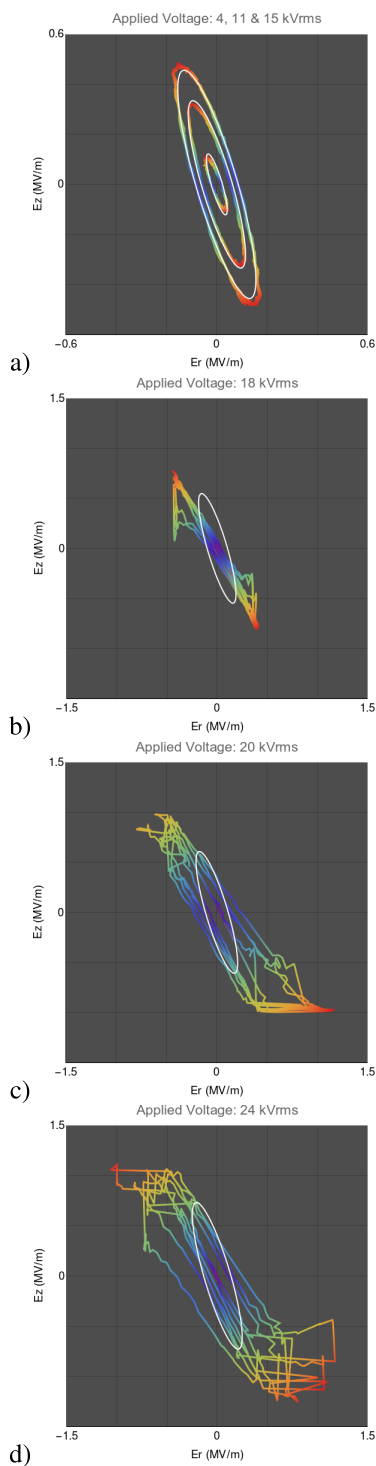 Applied Voltage: 4, 11 & 15 kVrms
0.6
Ez (MV/m)
0
−0.6
0
0.6
Er (MV/m)
a)
Applied Voltage: 18 kVrms
1.5
Ez (MV/m)
0
−1.5
0
1.5
Er (MV/m)
b)
Applied Voltage: 20 kVrms
1.5
Ez (MV/m)
0
−1.5
0
1.5
Er (MV/m)
c)
Applied Voltage: 24 kVrms
1.5
Ez (MV/m)
0
−1.5
0
1.5
Er (MV/m)
d)